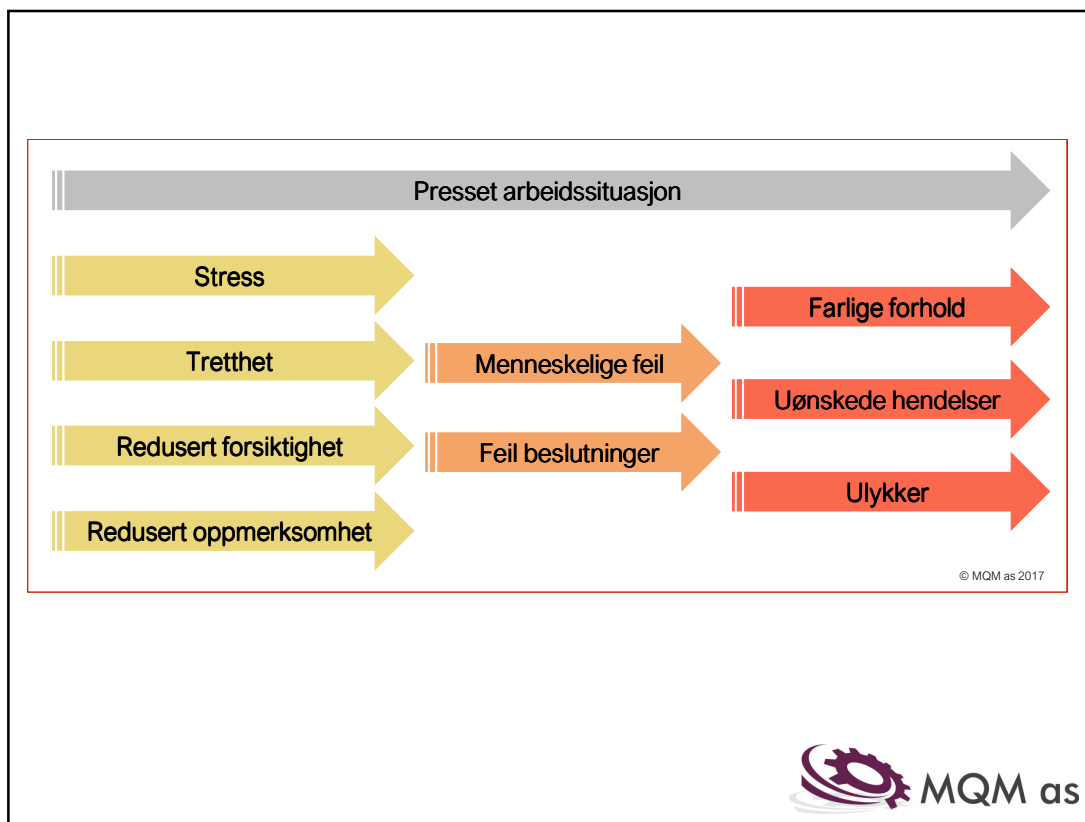 Presset arbeidssituasjon
Stress
Tretthet
Redusert forsiktighet
Redusert oppmerksomhet
Menneskelige feil
Feil beslutninger
Farlige forhold
Uønskede hendelser
Ulykker
© MQM as 2017
MQM as